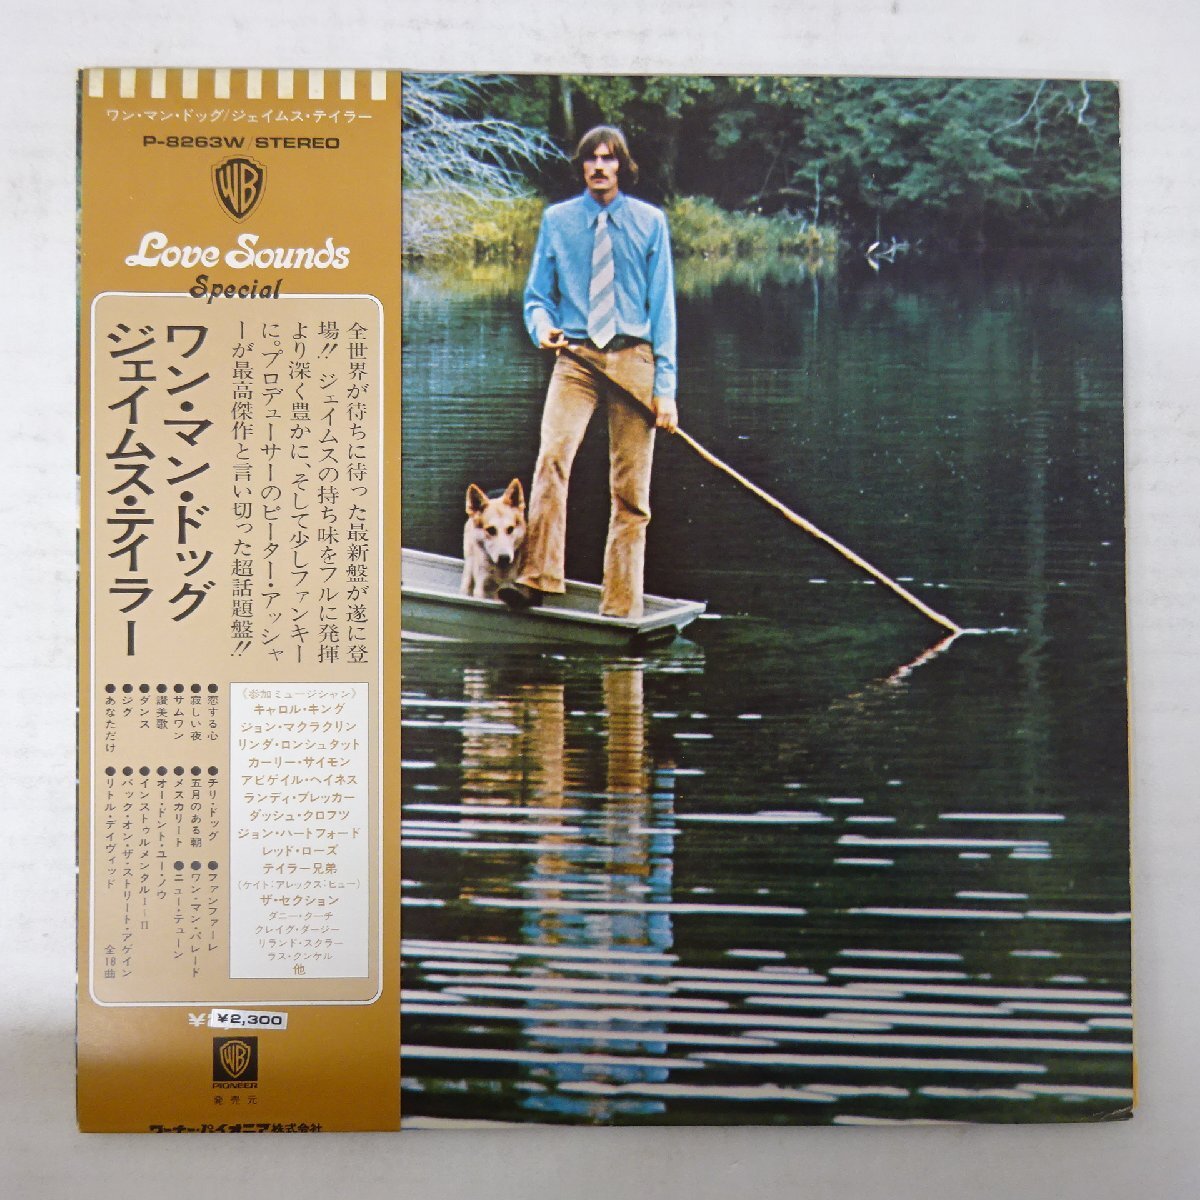 ワン・マン・ドッグ/ジェイムス・テイラー
P-8263W/STEREO
WB
Love Sounds
Special
全世界が待ちに待った最新盤が遂に登
場!! ジェイムスの持ち味をフルに発揮
より深く豊かに、そして少しファンキー
に。プロデューサーのピーター・アッシャ
ーが最高傑作と言い切った超話題盤!!
ワン・マン・ドッグ
ジェイムス・テイラー
《参加ミュージシャン》
キャロル・キング
ジョン・マクラクリン
リンダ・ロンシュタット
カーリー・サイモン
アビゲイル・ヘイネス
ランディ・ブレッカー
ダッシュ・クロフツ
ジョン・ハートフォード
レッド・ローズ
テイラー兄弟
(ケイト:アレックス:ヒュー)
ザ・セクション
ダニー・クーチ
クレイグ・ダージー
リランド・スクラー
ラス・クンケル
他
●恋する心
●寂しい夜
●サムワン
●讃美歌
●ダンス
●ジグ
●あなただけ
●チリ・ドッグ
●五月のある朝
●メスカリート
●オー・ドント・ユー・ノウ
●インストゥルメンタルI～II
●バック・オン・ザ・ストリート・アゲイン
●リトル・デイヴィッド
●ファンファーレ
●ワン・マン・パレード
●ニュー・テューン
全18曲
¥2,300
WB
PIONEER
発売元
ワーナー・パイオニア株式会社